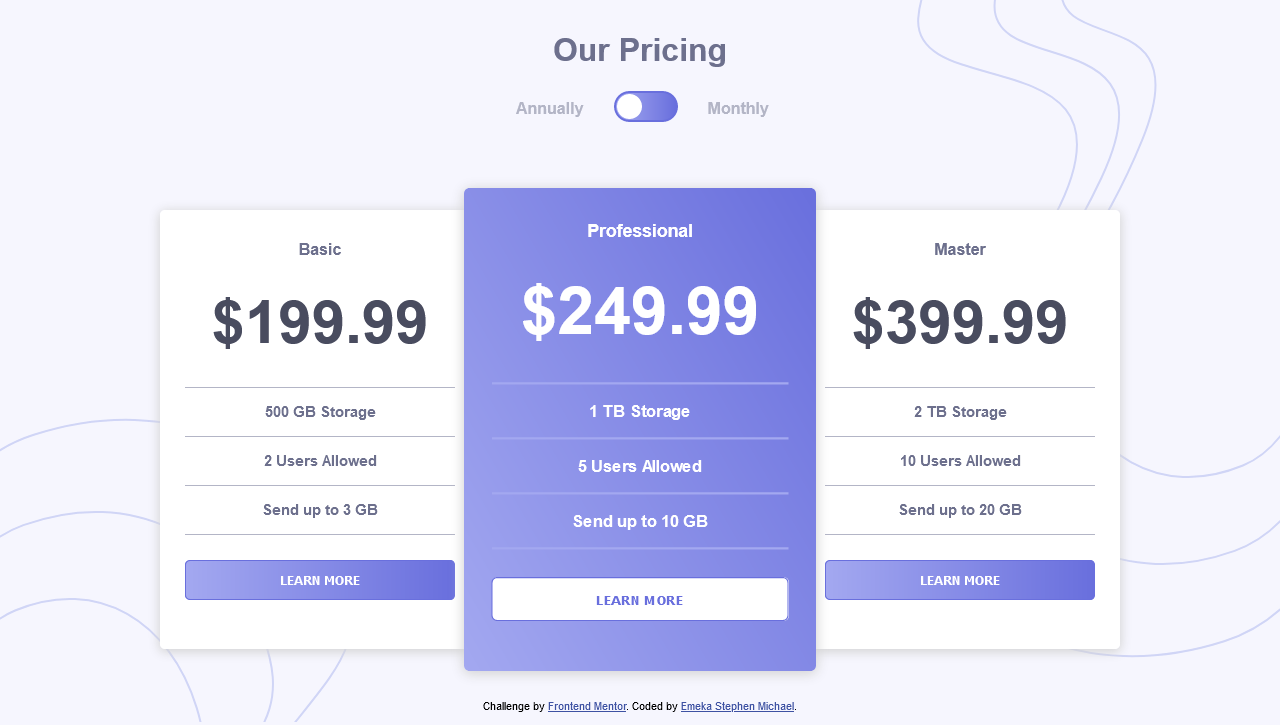 Our Pricing
Annually
Monthly
Basic
$199.99
500 GB Storage
2 Users Allowed
Send up to 3 GB
LEARN MORE
Professional
$249.99
1 TB Storage
5 Users Allowed
Send up to 10 GB
LEARN MORE
Master
$399.99
2 TB Storage
10 Users Allowed
Send up to 20 GB
LEARN MORE
Challenge by Frontend Mentor. Coded by Emeka Stephen Michael.